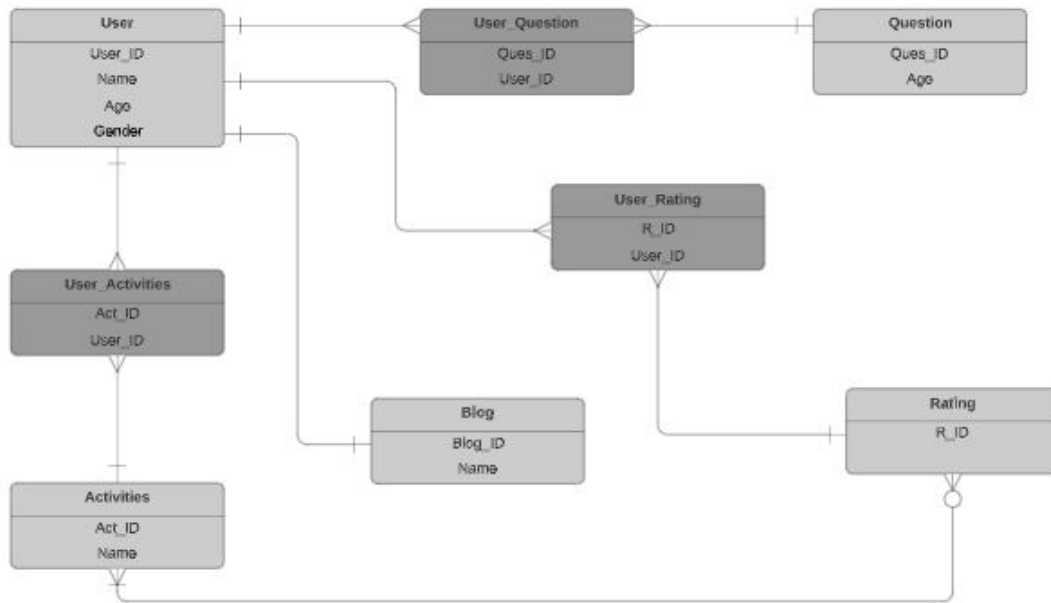 User
User_ID
Name
Age
Gender
User_Question
Ques_ID
User_ID
Question
Ques_ID
Age
User_Rating
R_ID
User_ID
User_Activities
Act_ID
User_ID
Blog
Blog_ID
Name
Rating
R_ID
Activities
Act_ID
Name